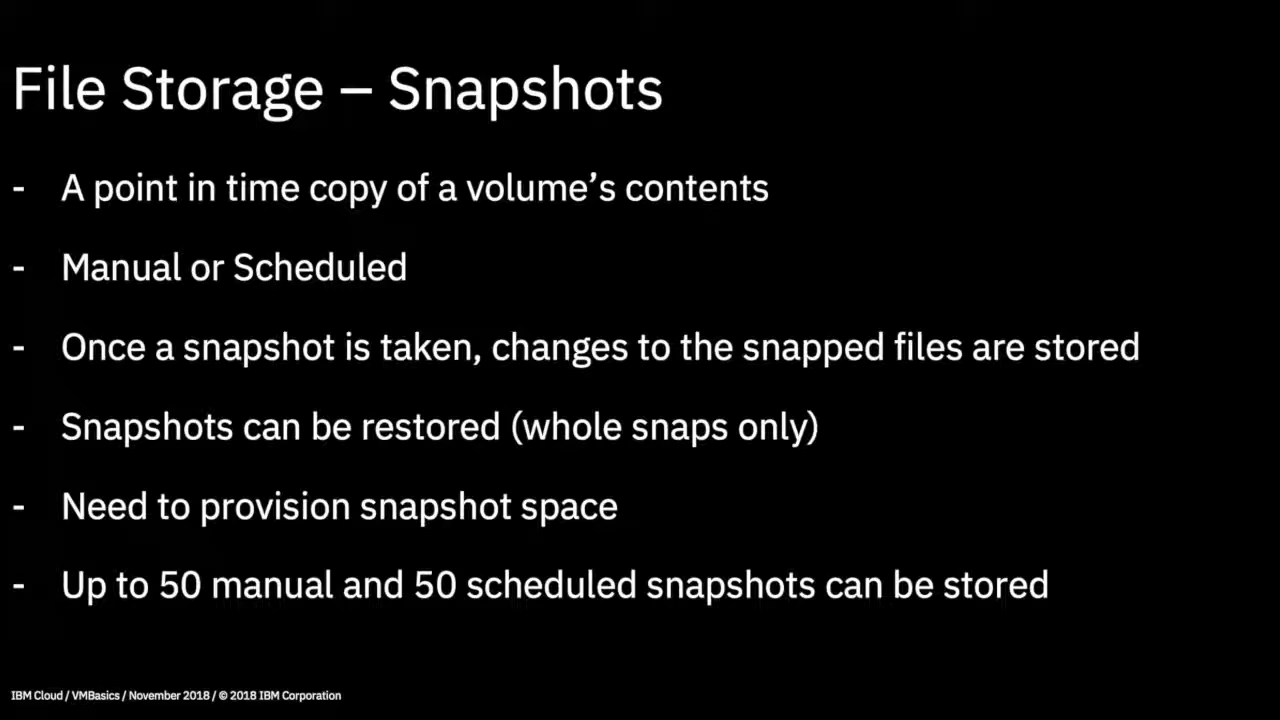 File Storage – Snapshots
- A point in time copy of a volume’s contents
- Manual or Scheduled
- Once a snapshot is taken, changes to the snapped files are stored
- Snapshots can be restored (whole snaps only)
- Need to provision snapshot space
- Up to 50 manual and 50 scheduled snapshots can be stored
IBM Cloud / VMBasics / November 2018 / © 2018 IBM Corporation